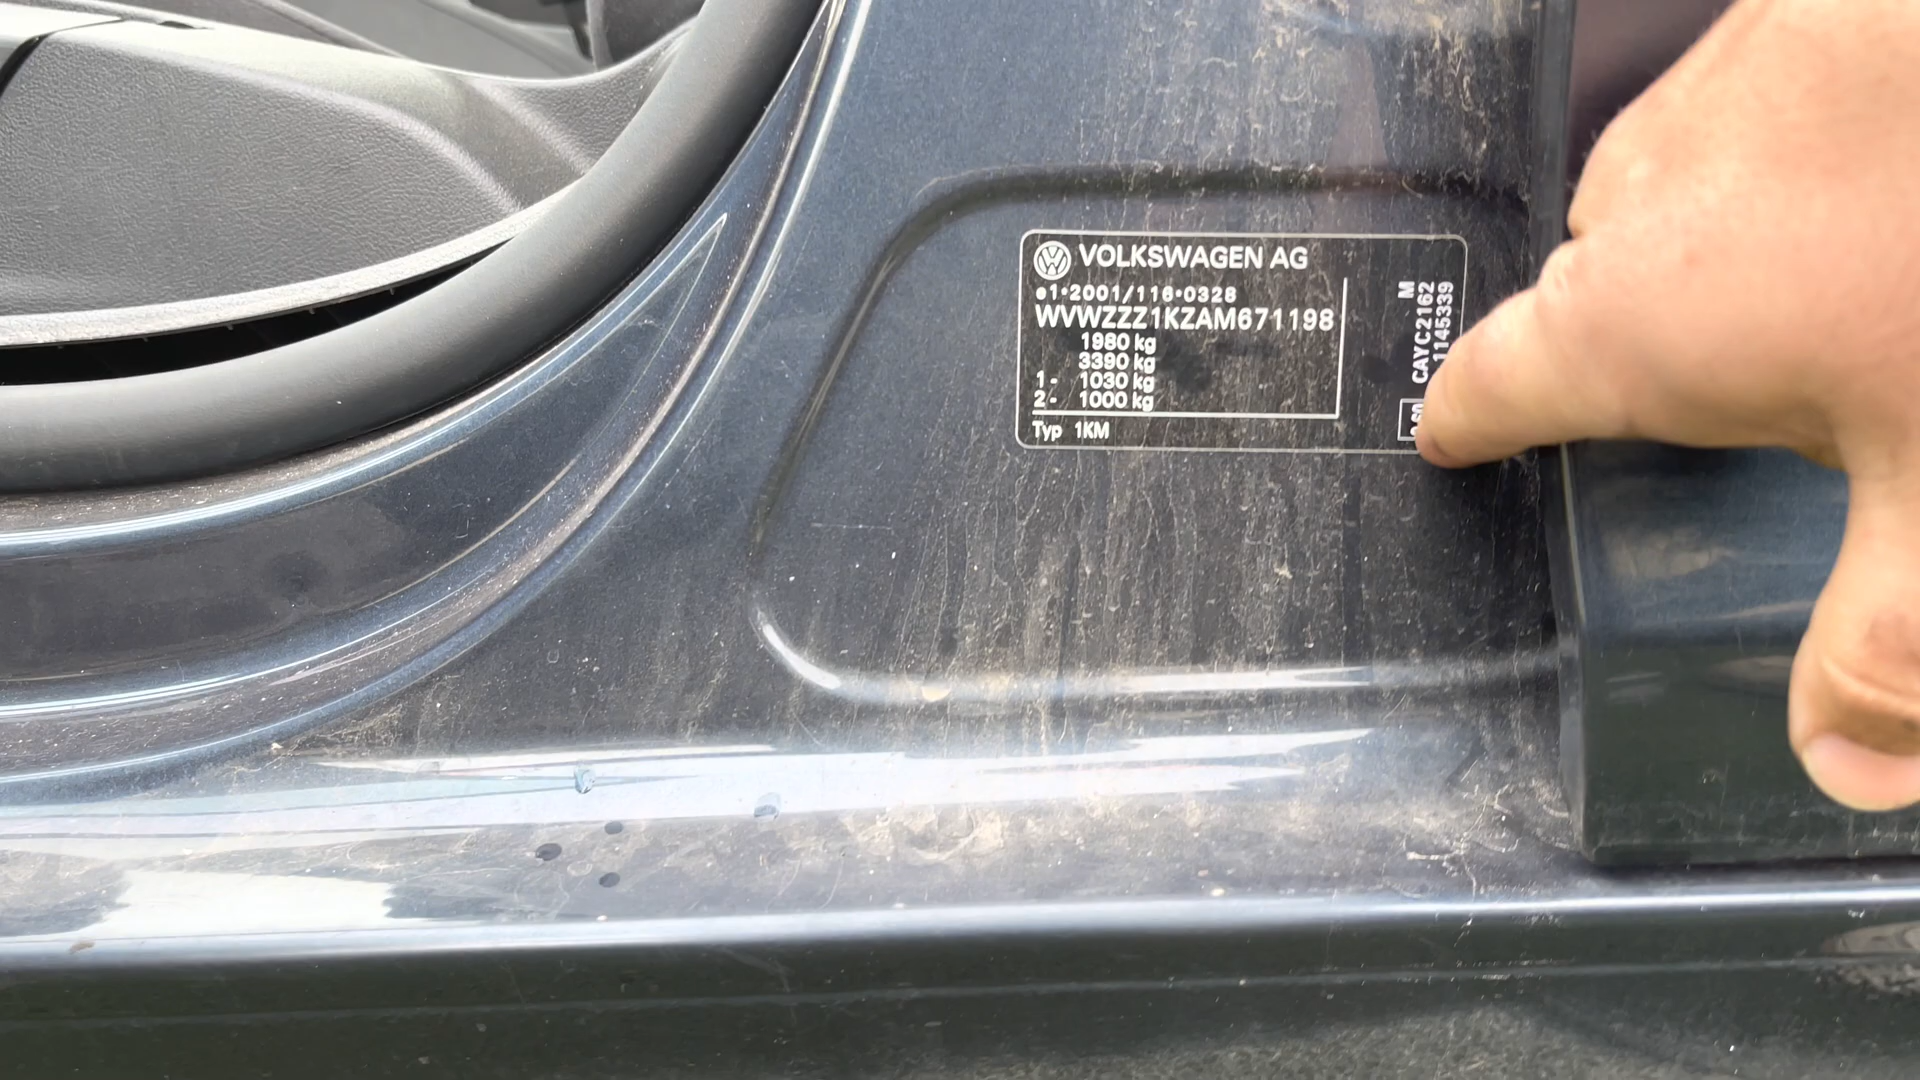 VOLKSWAGEN AG
e1*2001/116*0328
WVWZZZ1KZAM671198
1980 kg
3390 kg
1- 1030 kg
2- 1000 kg
Typ 1KM
M
CAYC2162
1145339